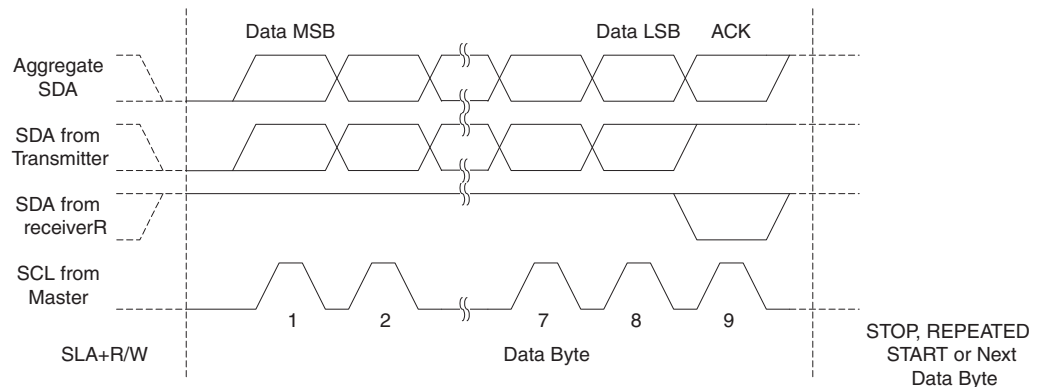 Data MSB
Data LSB
ACK
Aggregate
SDA
SDA from
Transmitter
SDA from
receiverR
SCL from
Master
1
2
7
8
9
SLA+R/W
Data Byte
STOP, REPEATED
START or Next
Data Byte